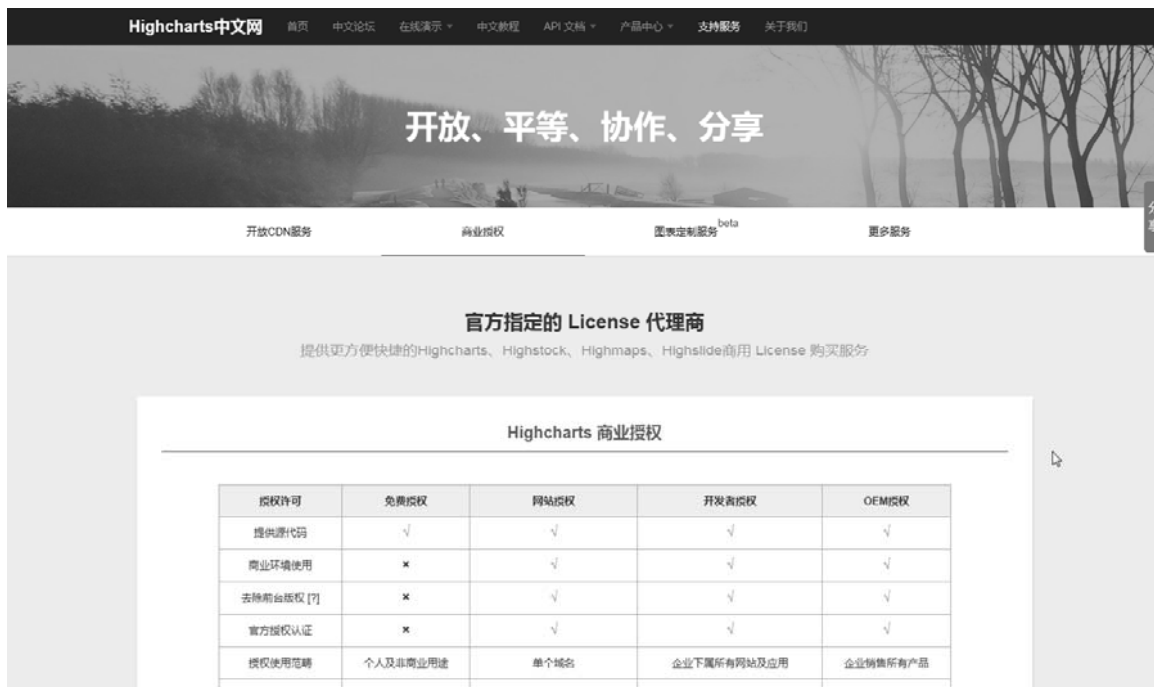 Highcharts中文网 首页 中文论坛 在线演示 中文教程 API 文档 产品中心 支持服务 关于我们
开放、平等、协作、分享
分
享
开放CDN服务 商业授权 图表定制服务beta 更多服务
官方指定的 License 代理商
提供更方便快捷的Highcharts、Highstock、Highmaps、Highslide商用 License 购买服务
Highcharts 商业授权
授权许可 免费授权 网站授权 开发者授权 OEM授权
提供源代码 √ √ √ √
商业环境使用 × √ √ √
去除前台版权 [?] × √ √ √
官方授权认证 × √ √ √
授权使用范畴 个人及非商业用途 单个域名 企业下属所有网站及应用 企业销售所有产品